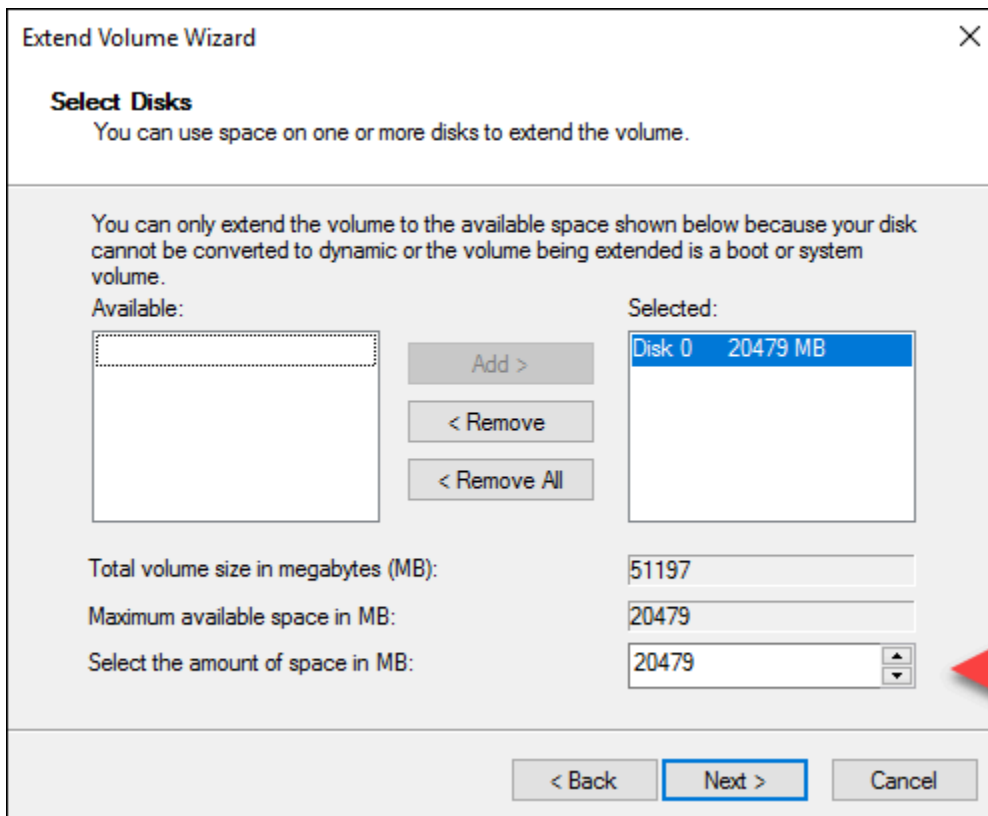 Extend Volume Wizard
Select Disks
You can use space on one or more disks to extend the volume.
You can only extend the volume to the available space shown below because your disk
cannot be converted to dynamic or the volume being extended is a boot or system
volume.
Available:
Selected:
Disk 0 20479 MB
Add >
< Remove
< Remove All
Total volume size in megabytes (MB): 51197
Maximum available space in MB: 20479
Select the amount of space in MB: 20479
< Back Next > Cancel